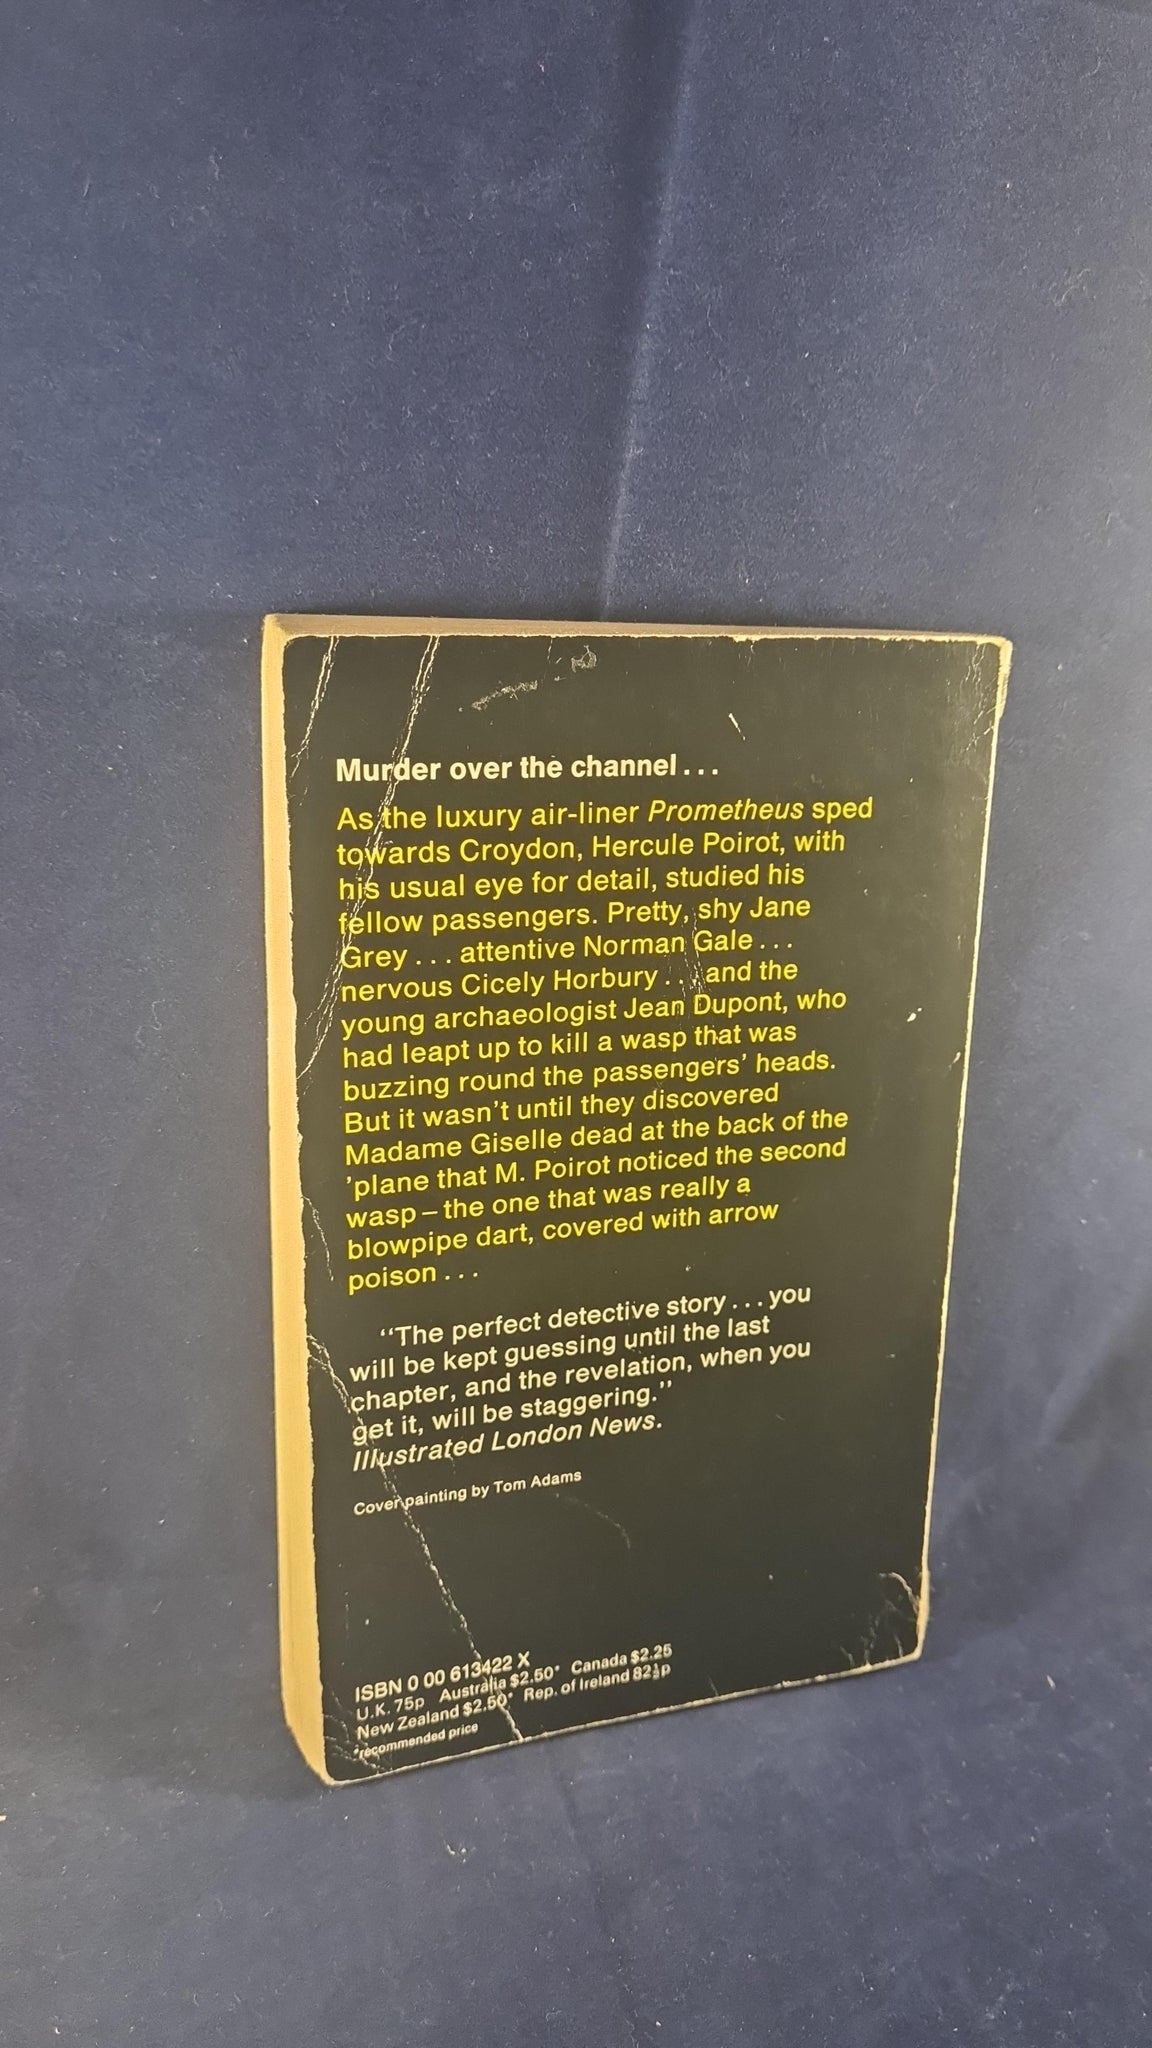 Murder over the channel...
As the luxury air-liner Prometheus sped
towards Croydon, Hercule Poirot, with
his usual eye for detail, studied his
fellow passengers. Pretty, shy Jane
Grey... attentive Norman Gale...
nervous Cicely Horbury... and the
young archaeologist Jean Dupont, who
had leapt up to kill a wasp that was
buzzing round the passengers' heads.
But it wasn't until they discovered
Madame Giselle dead at the back of the
'plane that M. Poirot noticed the second
wasp – the one that was really a
blowpipe dart, covered with arrow
poison...
"The perfect detective story... you
will be kept guessing until the last
chapter, and the revelation, when you
get it, will be staggering."
Illustrated London News.
Cover painting by Tom Adams
ISBN 0 00 613422 X
U.K. 75p Australia $2.50* Canada $2.25
New Zealand $2.50* Rep. of Ireland 82½p
*recommended price